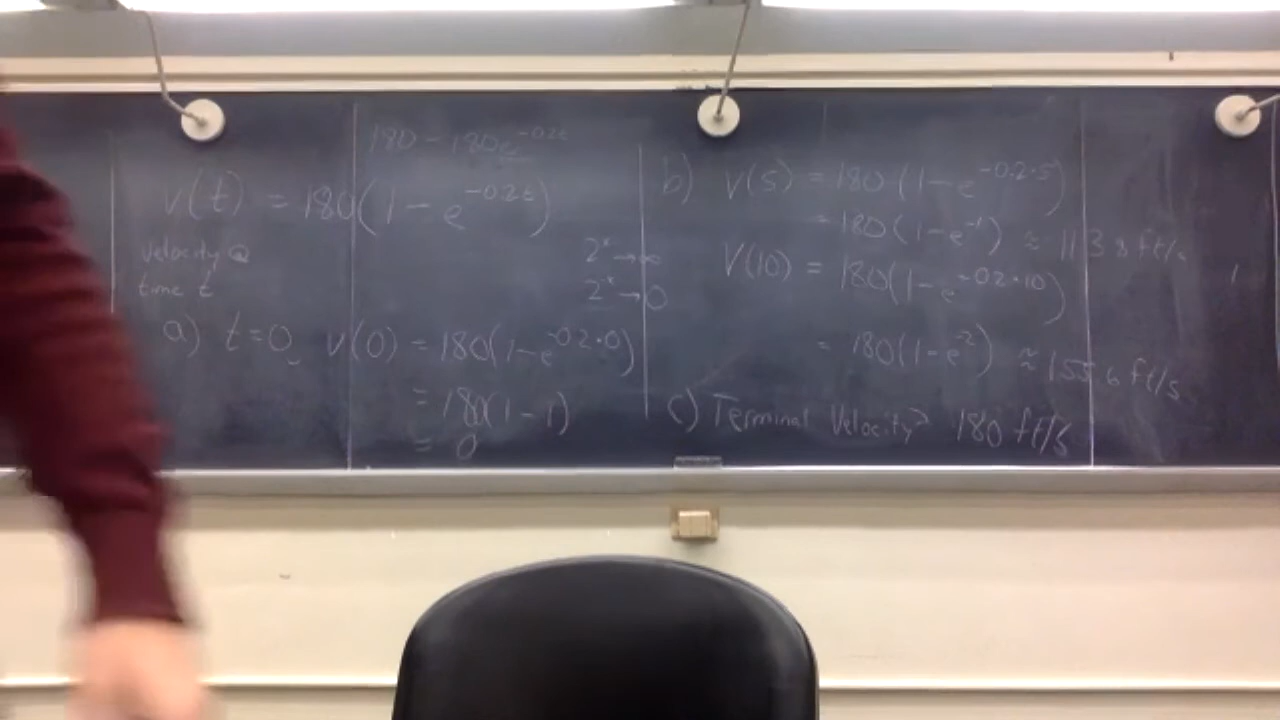 180 - 180e^-0.2t
v(t) = 180(1 - e^-0.2t)
velocity @
time t
2^x → ∞
2^x → 0
a) t=0 v(0) = 180(1-e^-0.2·0)
= 180(1-1)
= 0
b) v(5) = 180(1-e^-0.2·5)
= 180(1-e^-1) ≈ 113.8 ft/s
V(10) = 180(1-e^-0.2·10)
= 180(1-e^-2) ≈ 155.6 ft/s
c) Terminal Velocity? 180 ft/s